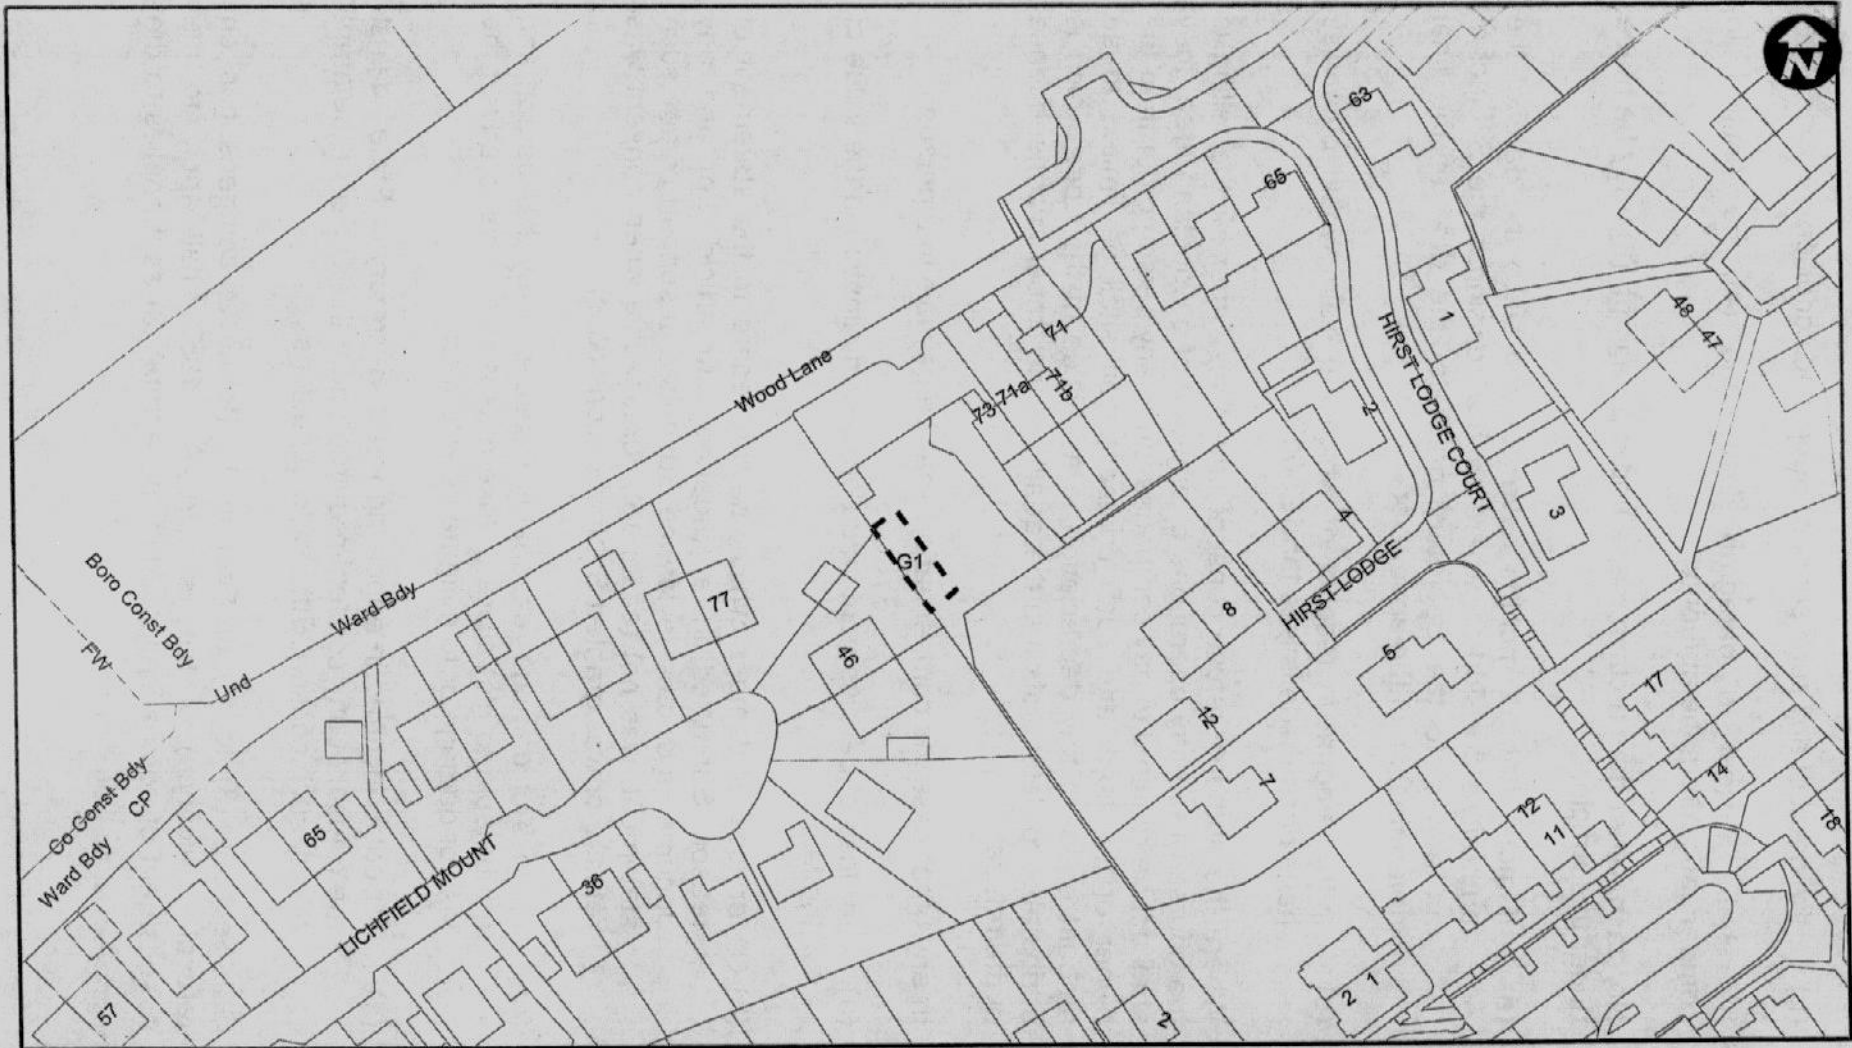 N
63
65
1
48
47
71
71b
71a
73
2
HIRST LODGE COURT
Wood Lane
4
3
G1
HIRST LODGE
8
77
46
Boro Const Bdy
FW
Ward Bdy
Und
5
17
12
14
7
Co Const Bdy
CP
Ward Bdy
65
LICHFIELD MOUNT
36
12
11
18
57
2
1
2